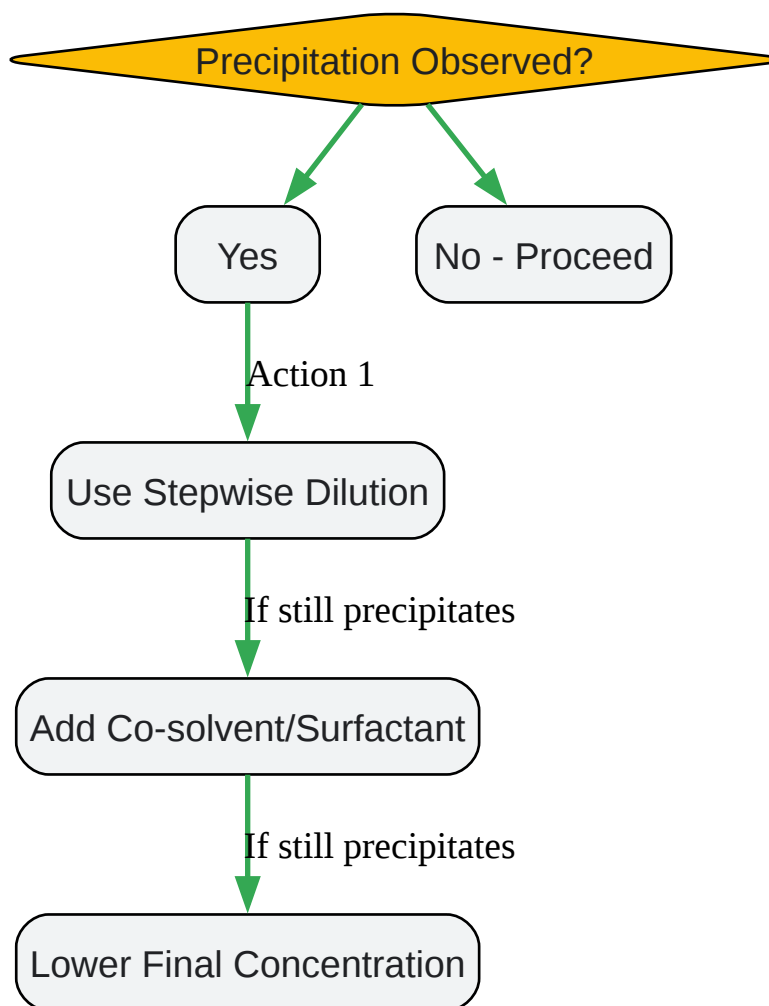 Precipitation Observed?
Yes
No - Proceed
Action 1
Use Stepwise Dilution
If still precipitates
Add Co-solvent/Surfactant
If still precipitates
Lower Final Concentration